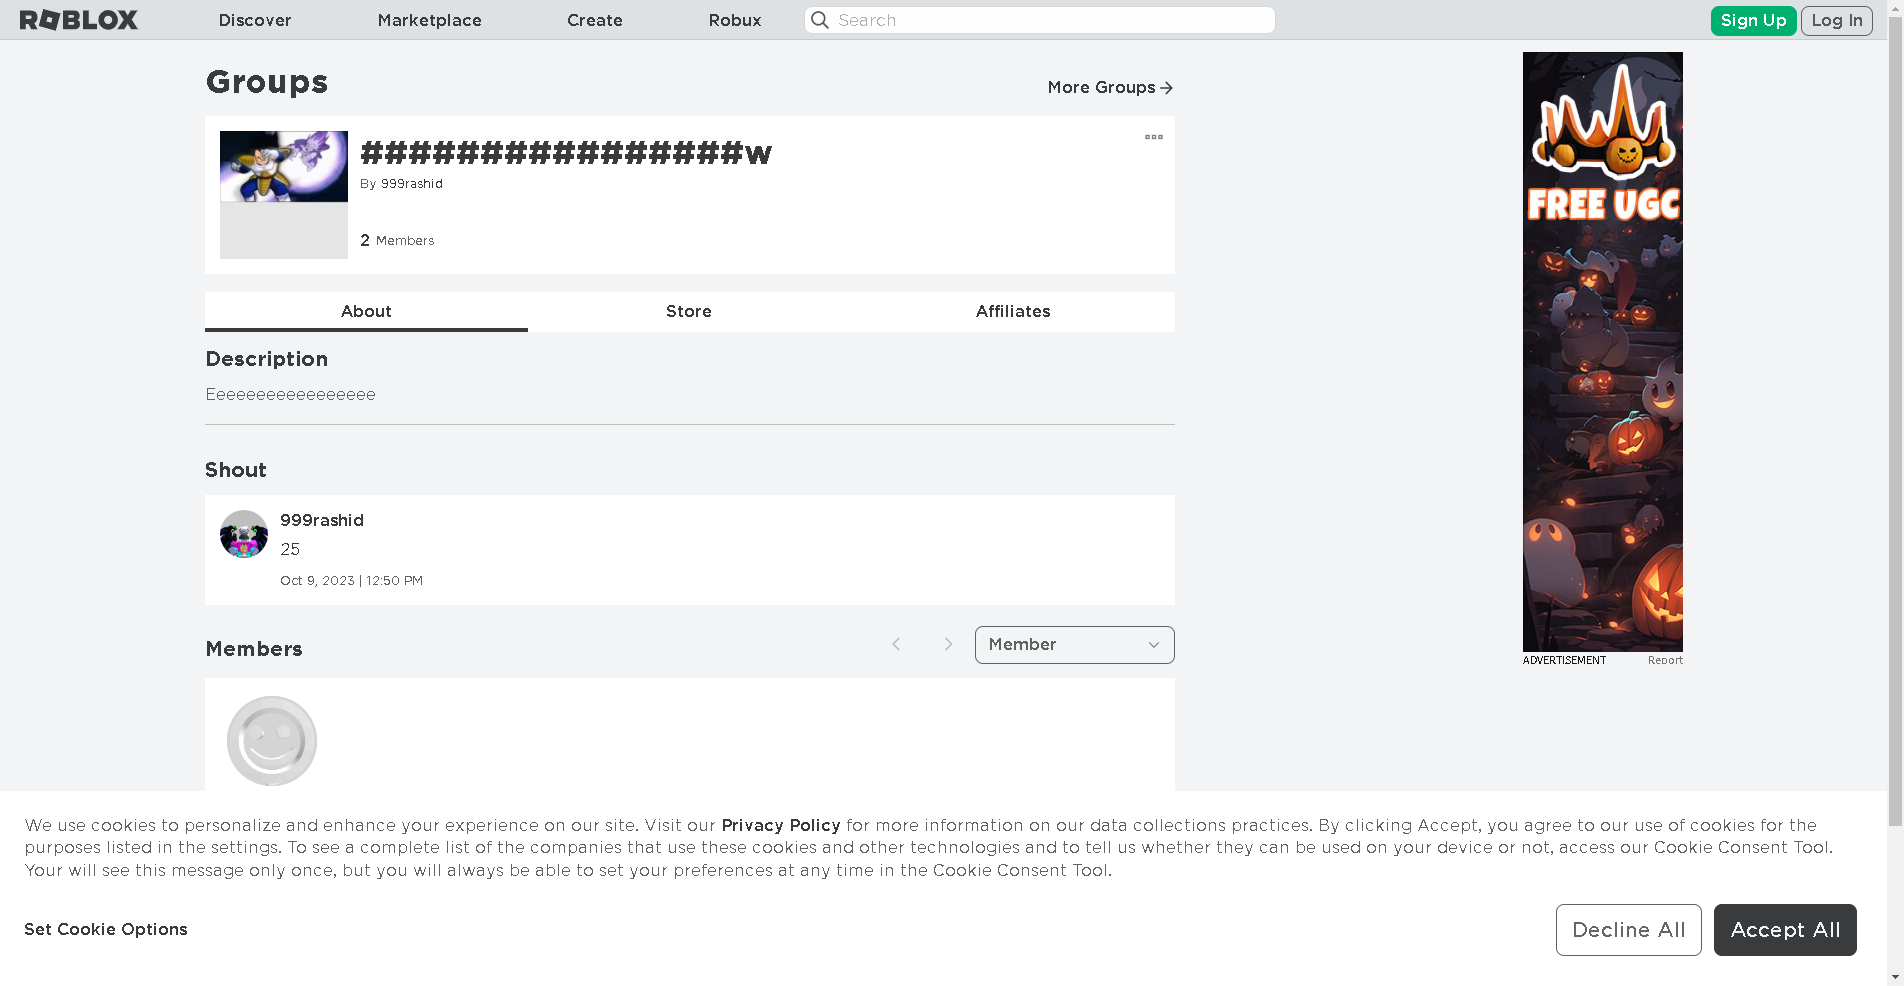 ROBLOX
Discover
Marketplace
Create
Robux
Search
Sign Up
Log In
Groups
More Groups
################w
By 999rashid
2 Members
FREE UGC
About
Store
Affiliates
Description
Eeeeeeeeeeeeeeeee
Shout
999rashid
25
Oct 9, 2023 | 12:50 PM
Members
Member
ADVERTISEMENT
Report
We use cookies to personalize and enhance your experience on our site. Visit our Privacy Policy for more information on our data collections practices. By clicking Accept, you agree to our use of cookies for the
purposes listed in the settings. To see a complete list of the companies that use these cookies and other technologies and to tell us whether they can be used on your device or not, access our Cookie Consent Tool.
Your will see this message only once, but you will always be able to set your preferences at any time in the Cookie Consent Tool.
Set Cookie Options
Decline All
Accept All